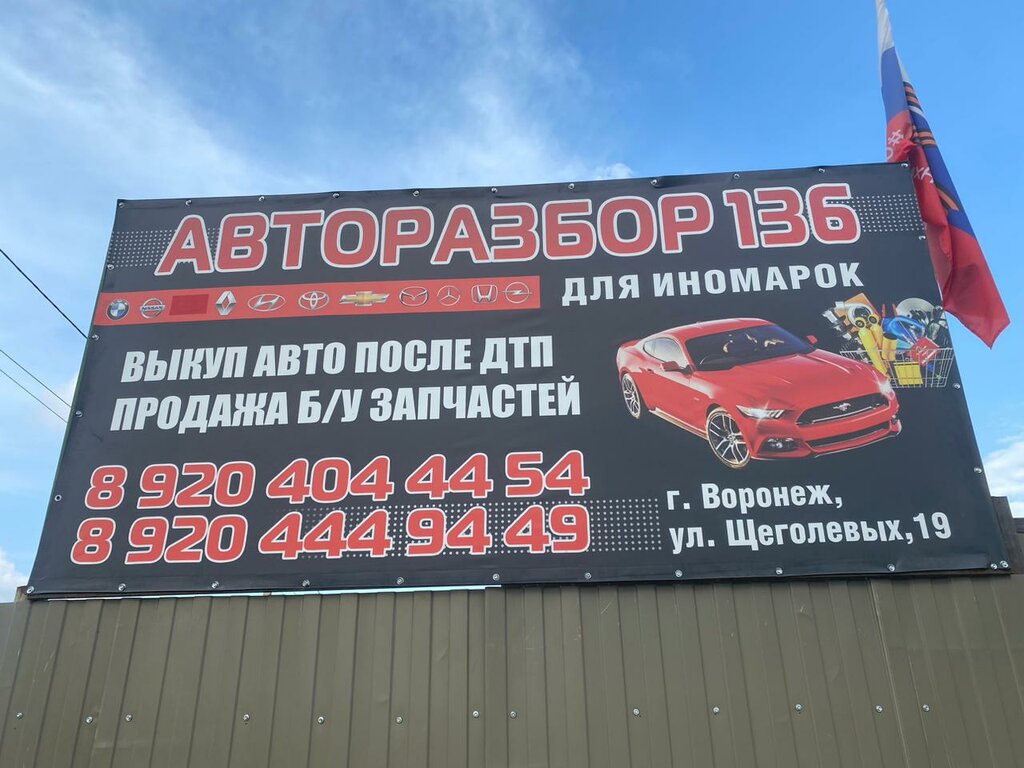 АВТОРАЗБОР 136
ДЛЯ ИНОМАРОК
NISSAN
ВЫКУП АВТО ПОСЛЕ ДТП
ПРОДАЖА Б/У ЗАПЧАСТЕЙ
8 920 404 44 54
8 920 444 94 49
г. Воронеж,
ул. Щеголевых,19